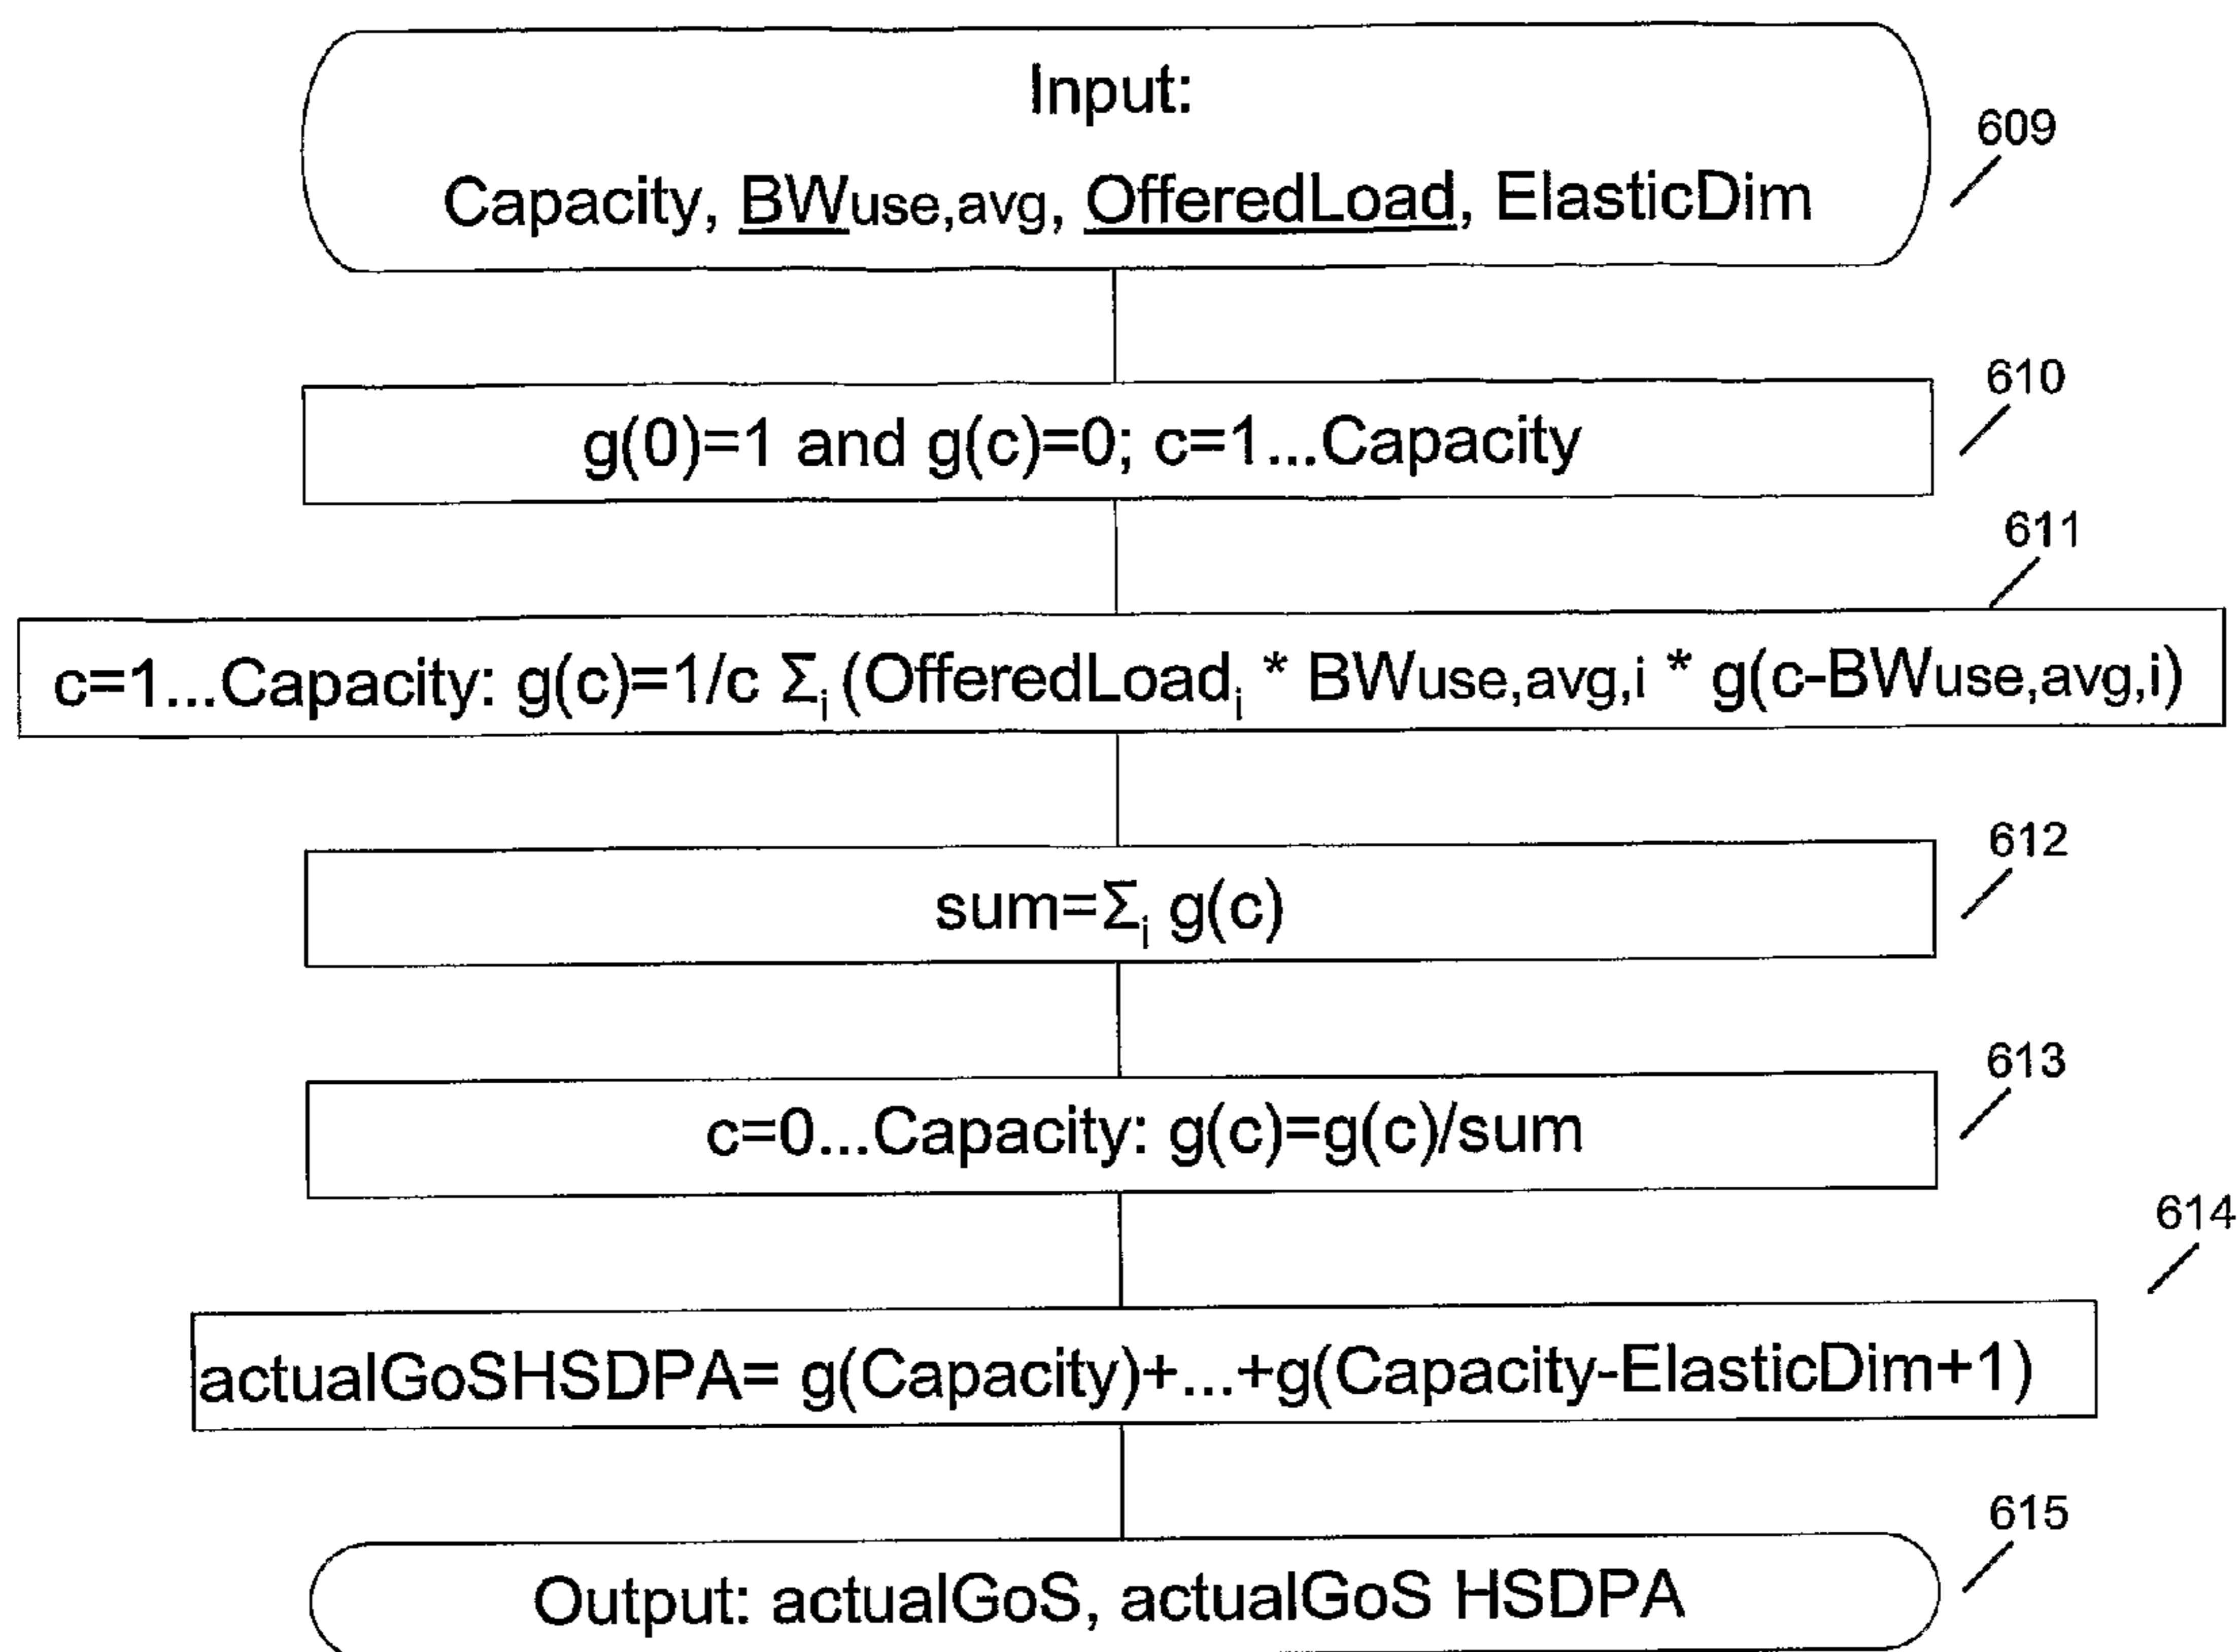 Input:
Capacity, BWuse,avg, OfferedLoad, ElasticDim
609
g(0)=1 and g(c)=0; c=1...Capacity
610
611
c=1...Capacity: g(c)=1/c Σi (OfferedLoadi * BWuse,avg,i * g(c-BWuse,avg,i)
sum=Σi g(c)
612
c=0...Capacity: g(c)=g(c)/sum
613
614
actualGoSHSDPA= g(Capacity)+...+g(Capacity-ElasticDim+1)
615
Output: actualGoS, actualGoS HSDPA